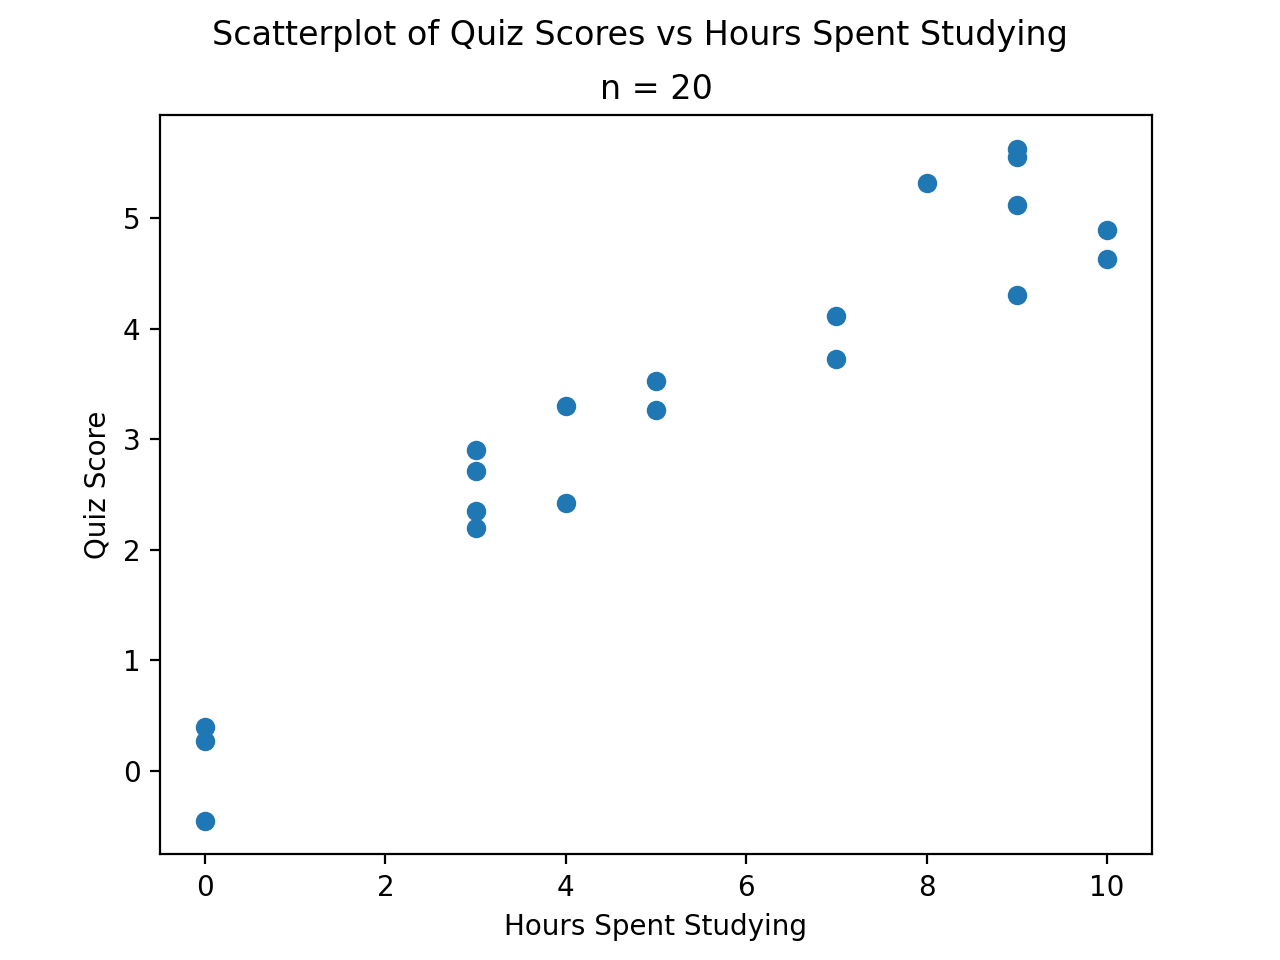 Scatterplot of Quiz Scores vs Hours Spent Studying
n = 20
Quiz Score
5
4
3
2
1
0
0 2 4 6 8 10
Hours Spent Studying